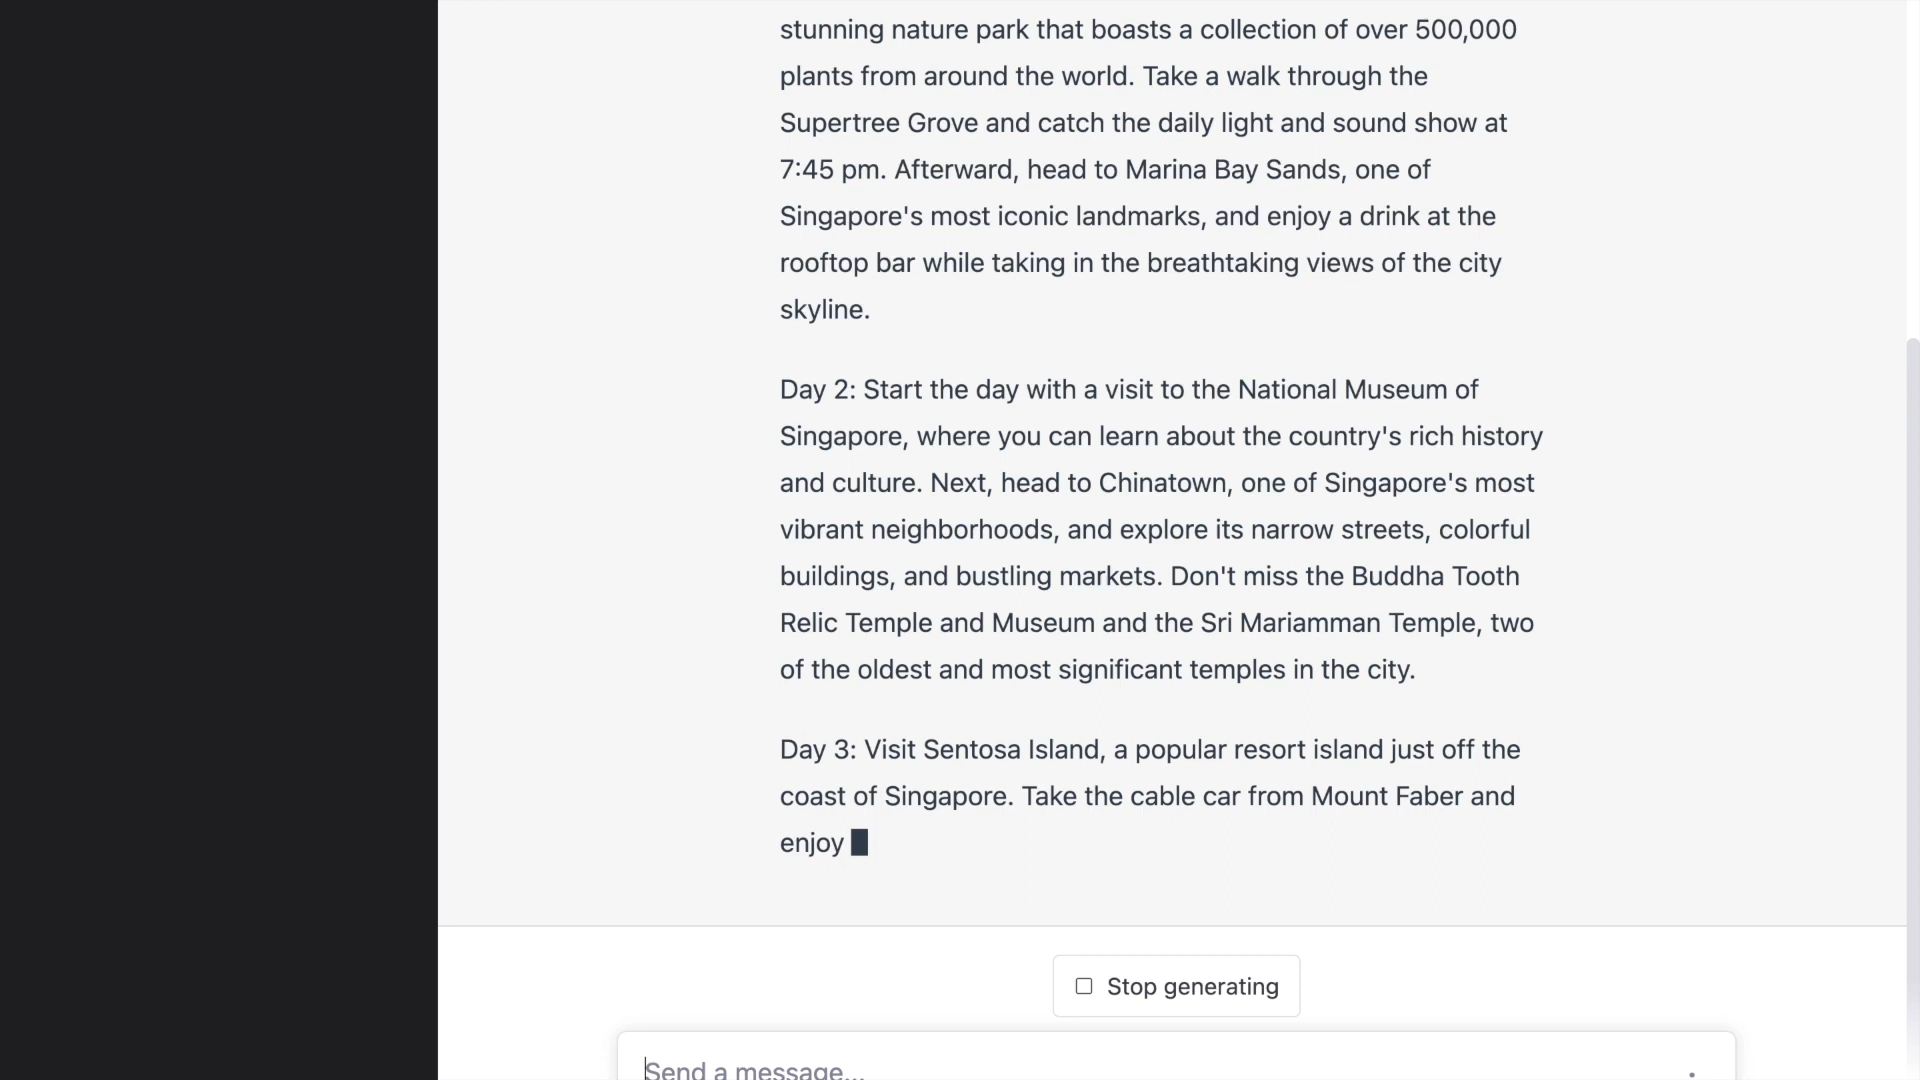 stunning nature park that boasts a collection of over 500,000
plants from around the world. Take a walk through the
Supertree Grove and catch the daily light and sound show at
7:45 pm. Afterward, head to Marina Bay Sands, one of
Singapore's most iconic landmarks, and enjoy a drink at the
rooftop bar while taking in the breathtaking views of the city
skyline.
Day 2: Start the day with a visit to the National Museum of
Singapore, where you can learn about the country's rich history
and culture. Next, head to Chinatown, one of Singapore's most
vibrant neighborhoods, and explore its narrow streets, colorful
buildings, and bustling markets. Don't miss the Buddha Tooth
Relic Temple and Museum and the Sri Mariamman Temple, two
of the oldest and most significant temples in the city.
Day 3: Visit Sentosa Island, a popular resort island just off the
coast of Singapore. Take the cable car from Mount Faber and
enjoy
Stop generating
Send a message...